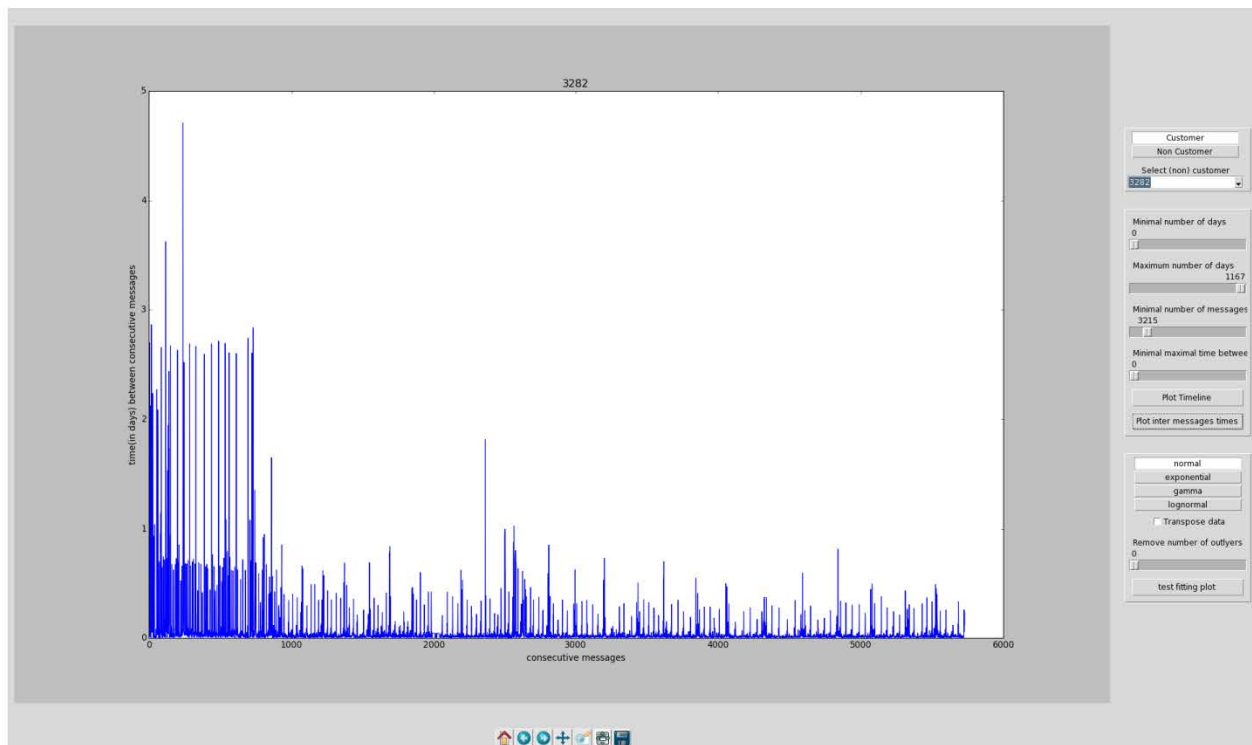 3282
5
4
3
2
1
0
time(in days) between consecutive messages
0
1000
2000
3000
4000
5000
6000
consecutive messages
Customer
Non Customer
Select (non) customer
3282
Minimal number of days
0
Maximum number of days
1167
Minimal number of messages
3215
Minimal maximal time betwee
0
Plot Timeline
Plot inter messages times
normal
exponential
gamma
lognormal
Transpose data
Remove number of outlyers
0
test fitting plot